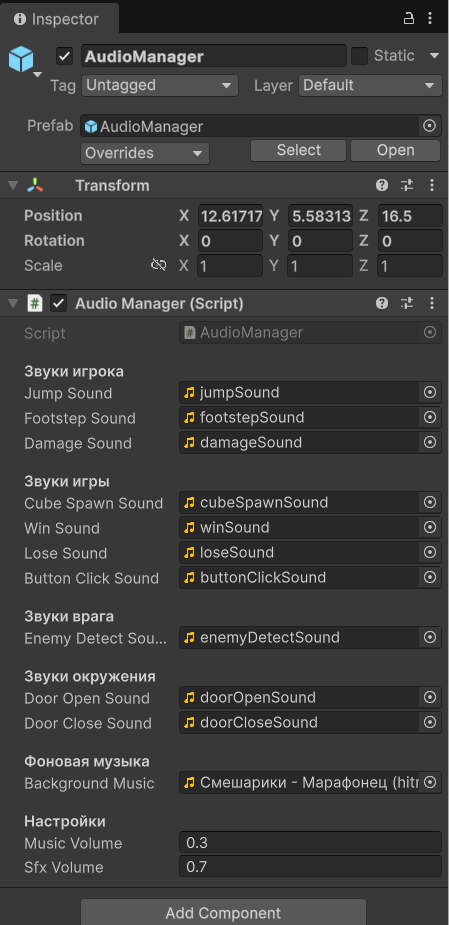 Inspector
AudioManager Static
Tag Untagged Layer Default
Prefab AudioManager
Overrides Select Open
Transform
Position X 12.61717 Y 5.58313 Z 16.5
Rotation X 0 Y 0 Z 0
Scale X 1 Y 1 Z 1
# Audio Manager (Script)
Script # AudioManager
Звуки игрока
Jump Sound jumpSound
Footstep Sound footstepSound
Damage Sound damageSound
Звуки игры
Cube Spawn Sound cubeSpawnSound
Win Sound winSound
Lose Sound loseSound
Button Click Sound buttonClickSound
Звуки врага
Enemy Detect Sou... enemyDetectSound
Звуки окружения
Door Open Sound doorOpenSound
Door Close Sound doorCloseSound
Фоновая музыка
Background Music Смешарики - Марафонец (hitr
Настройки
Music Volume 0.3
Sfx Volume 0.7
Add Component